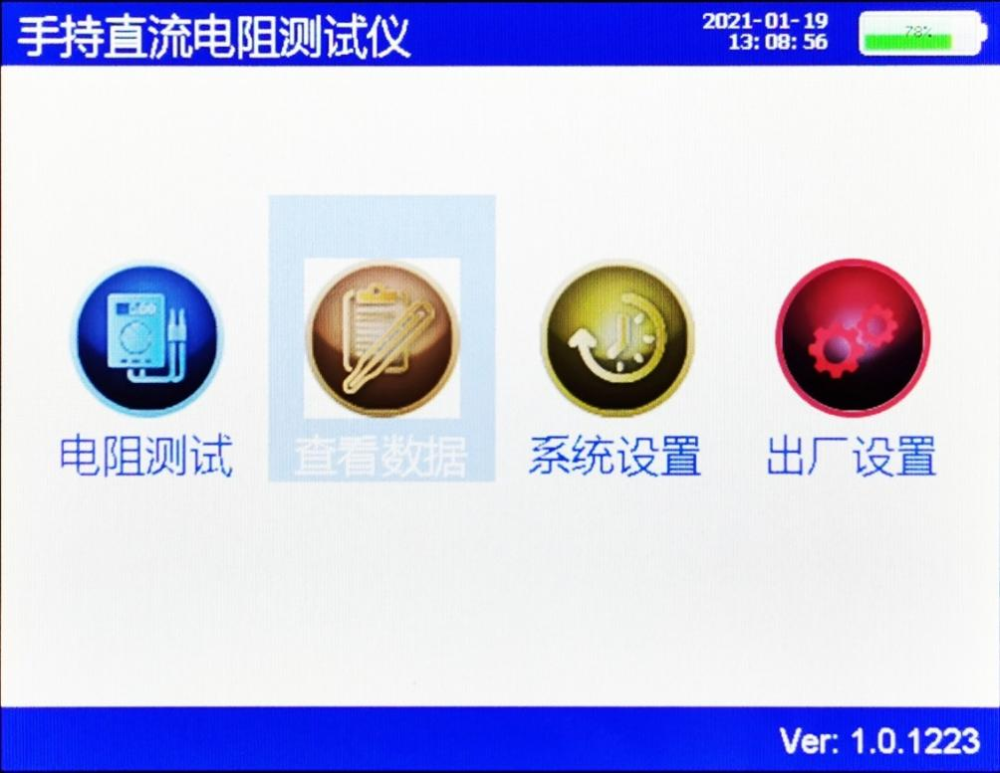 手持直流电阻测试仪
2021-01-19
13:08:56
78%
电阻测试
查看数据
系统设置
出厂设置
Ver: 1.0.1223